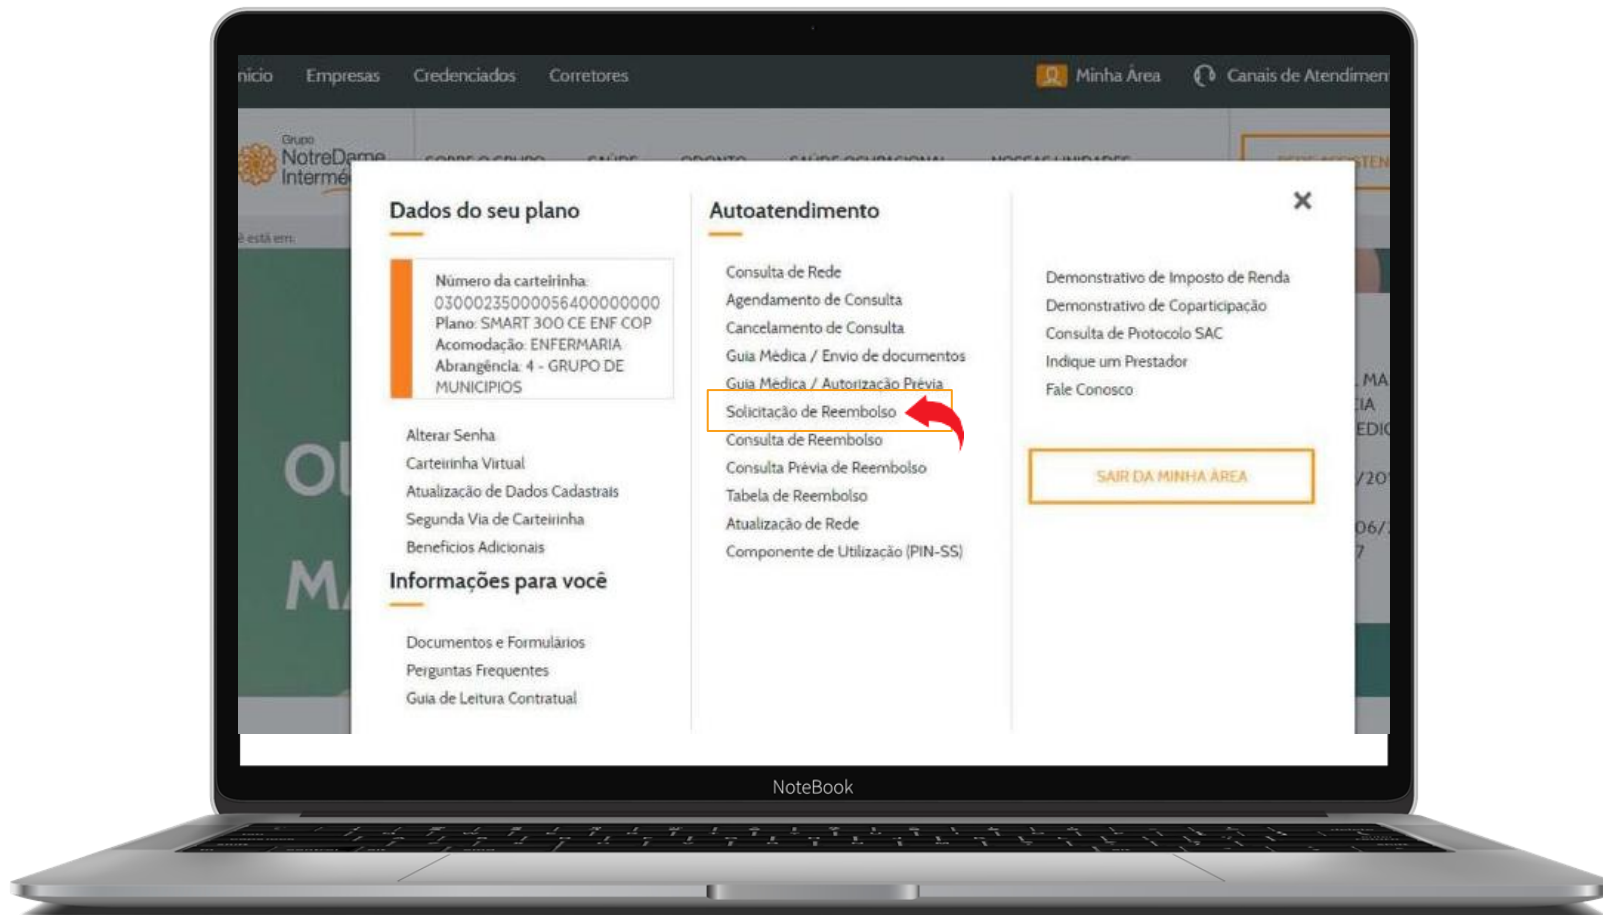 Empresas
Credenciados
Corretores
Minha Área
Canais de
Grupo
NotreDame
Dados do seu plano
Número da carteirinha:
03000235000056400000000
Plano: SMART 300 CE ENF COP
Acomodação: ENFERMARIA
Abrangência: 4 - GRUPO DE
MUNICIPIOS
Alterar Senha
Carteirinha Virtual
Atualização de Dados Cadastrais
Segunda Via de Carteirinha
Benefícios Adicionais
Informações para você
Documentos e Formulários
Perguntas Frequentes
Guia de Leitura Contratual
Autoatendimento
Consulta de Rede
Agendamento de Consulta
Cancelamento de Consulta
Guia Médica / Envio de documentos
Guia Médica / Autorização Prévia
Solicitação de Reembolso
Consulta de Reembolso
Consulta Prévia de Reembolso
Tabela de Reembolso
Atualização de Rede
Componente de Utilização (PIN-SS)
Demonstrativo de Imposto de Renda
Demonstrativo de Coparticipação
Consulta de Protocolo SAC
Indique um Prestador
Fale Conosco
SAIR DA MINHA ÁREA
NoteBook